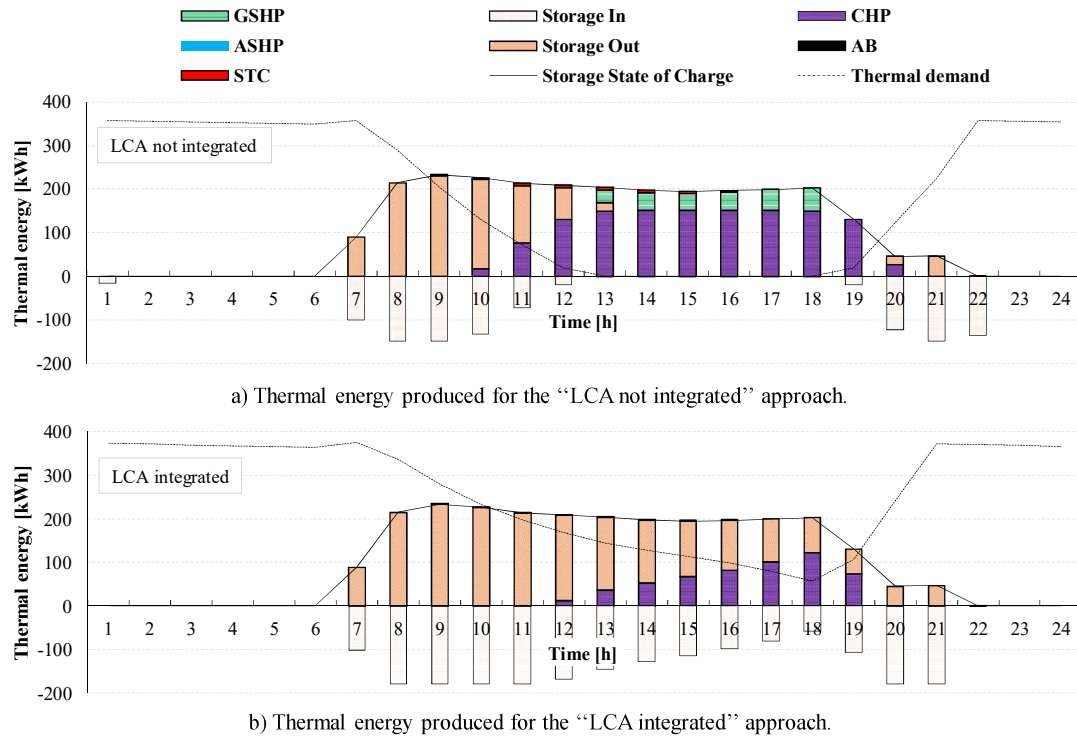 GSHP Storage In CHP
ASHP Storage Out AB
STC Storage State of Charge Thermal demand
Thermal energy [kWh]
400
300
200
100
0
-100
-200
LCA not integrated
1 2 3 4 5 6 7 8 9 10 11 12 13 14 15 16 17 18 19 20 21 22 23 24
Time [h]
a) Thermal energy produced for the “LCA not integrated” approach.
Thermal energy [kWh]
400
300
200
100
0
-100
-200
LCA integrated
1 2 3 4 5 6 7 8 9 10 11 12 13 14 15 16 17 18 19 20 21 22 23 24
Time [h]
b) Thermal energy produced for the “LCA integrated” approach.